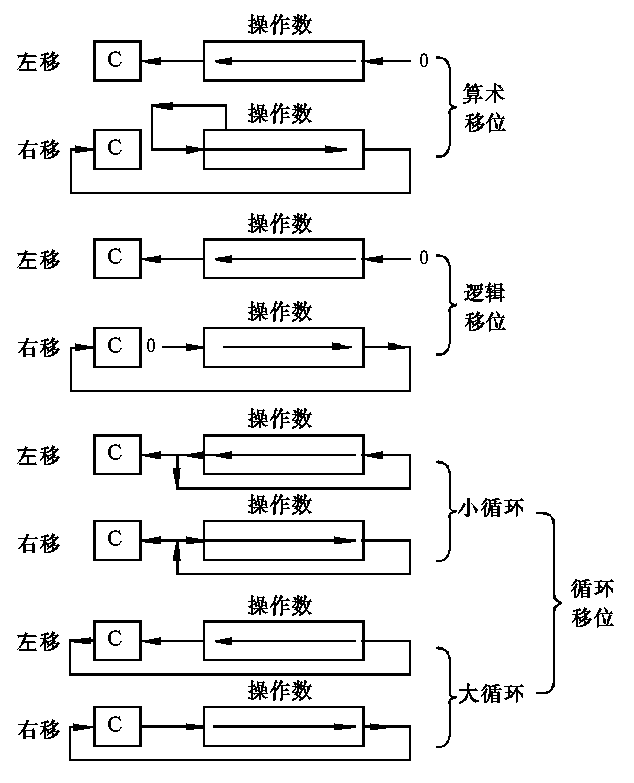 操作数
左移 C 0
操作数
右移 C
算术
移位
操作数
左移 C 0
操作数
右移 C 0
逻辑
移位
操作数
左移 C
操作数
右移 C
小循环
操作数
左移 C
操作数
右移 C
大循环
循环
移位